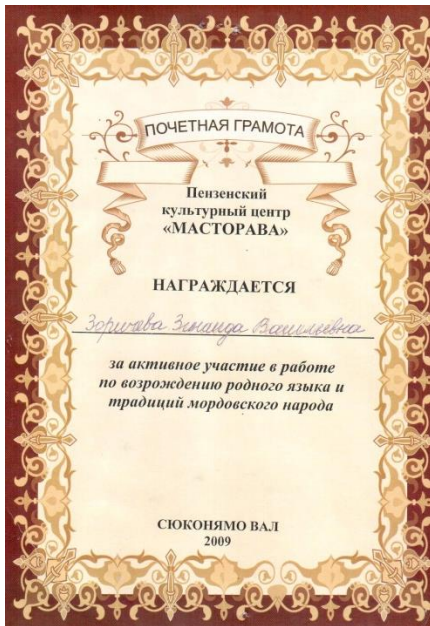 ПОЧЕТНАЯ ГРАМОТА
Пензенский
культурный центр
«МАСТОРАВА»
НАГРАЖДАЕТСЯ
Зинаида Васильевна
за активное участие в работе
по возрождению родного языка и
традиций мордовского народа
СЮКОНЯМО ВАЛ
2009